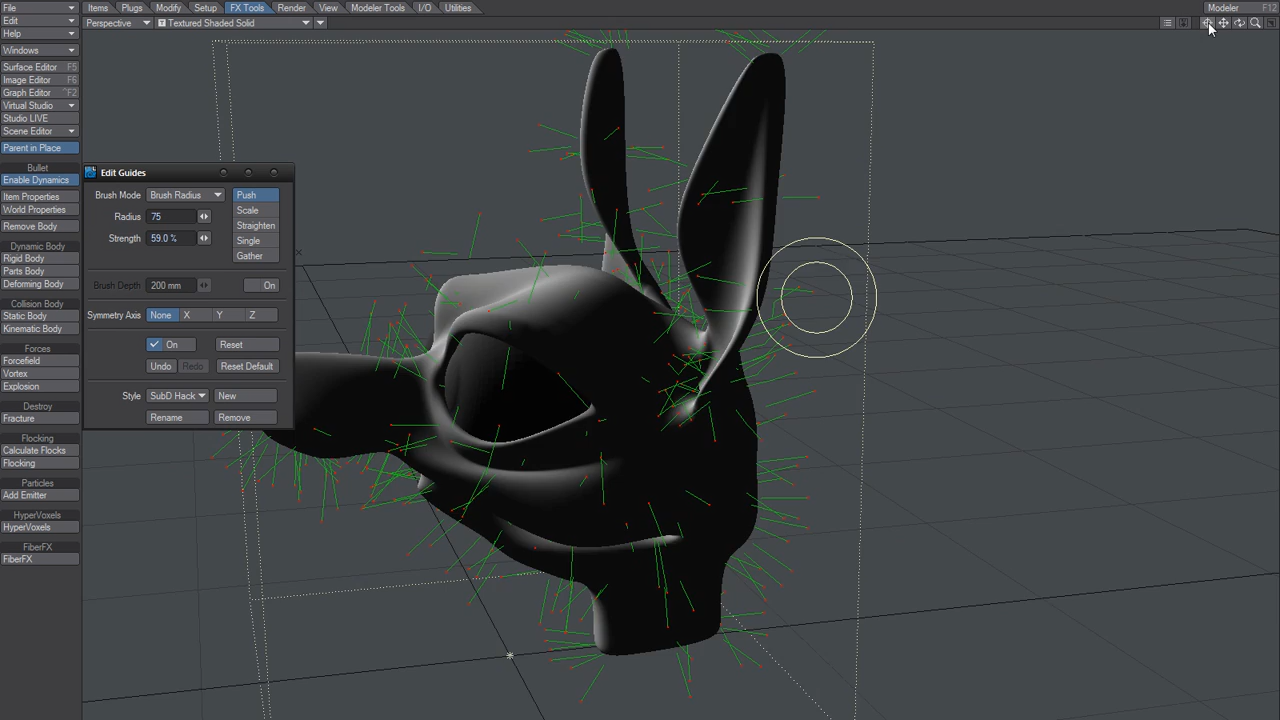 File Items Plugs Modify Setup FX Tools Render View Modeler Tools I/O Utilities Modeler F12
Edit Perspective T Textured Shaded Solid
Help
Windows
Surface Editor F5
Image Editor F6
Graph Editor ^F2
Virtual Studio
Studio LIVE
Scene Editor
Parent in Place
Bullet
Enable Dynamics
Item Properties
World Properties
Remove Body
Dynamic Body
Rigid Body
Parts Body
Deforming Body
Collision Body
Static Body
Kinematic Body
Forces
Forcefield
Vortex
Explosion
Destroy
Fracture
Flocking
Calculate Flocks
Flocking
Particles
Add Emitter
HyperVoxels
HyperVoxels
FiberFX
FiberFX
Edit Guides
Brush Mode Brush Radius Push
Radius 75 Scale
Straighten
Strength 59.0 % Single
Gather
Brush Depth 200 mm On
Symmetry Axis None X Y Z
On Reset
Undo Redo Reset Default
Style SubD Hack New
Rename Remove